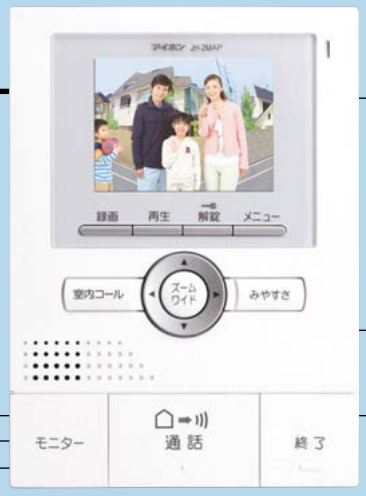 アイホン JH-2MAP
録画 再生 解錠 メニュー
室内コール
ズーム
ワイド
みやすさ
モニター
通話
終了